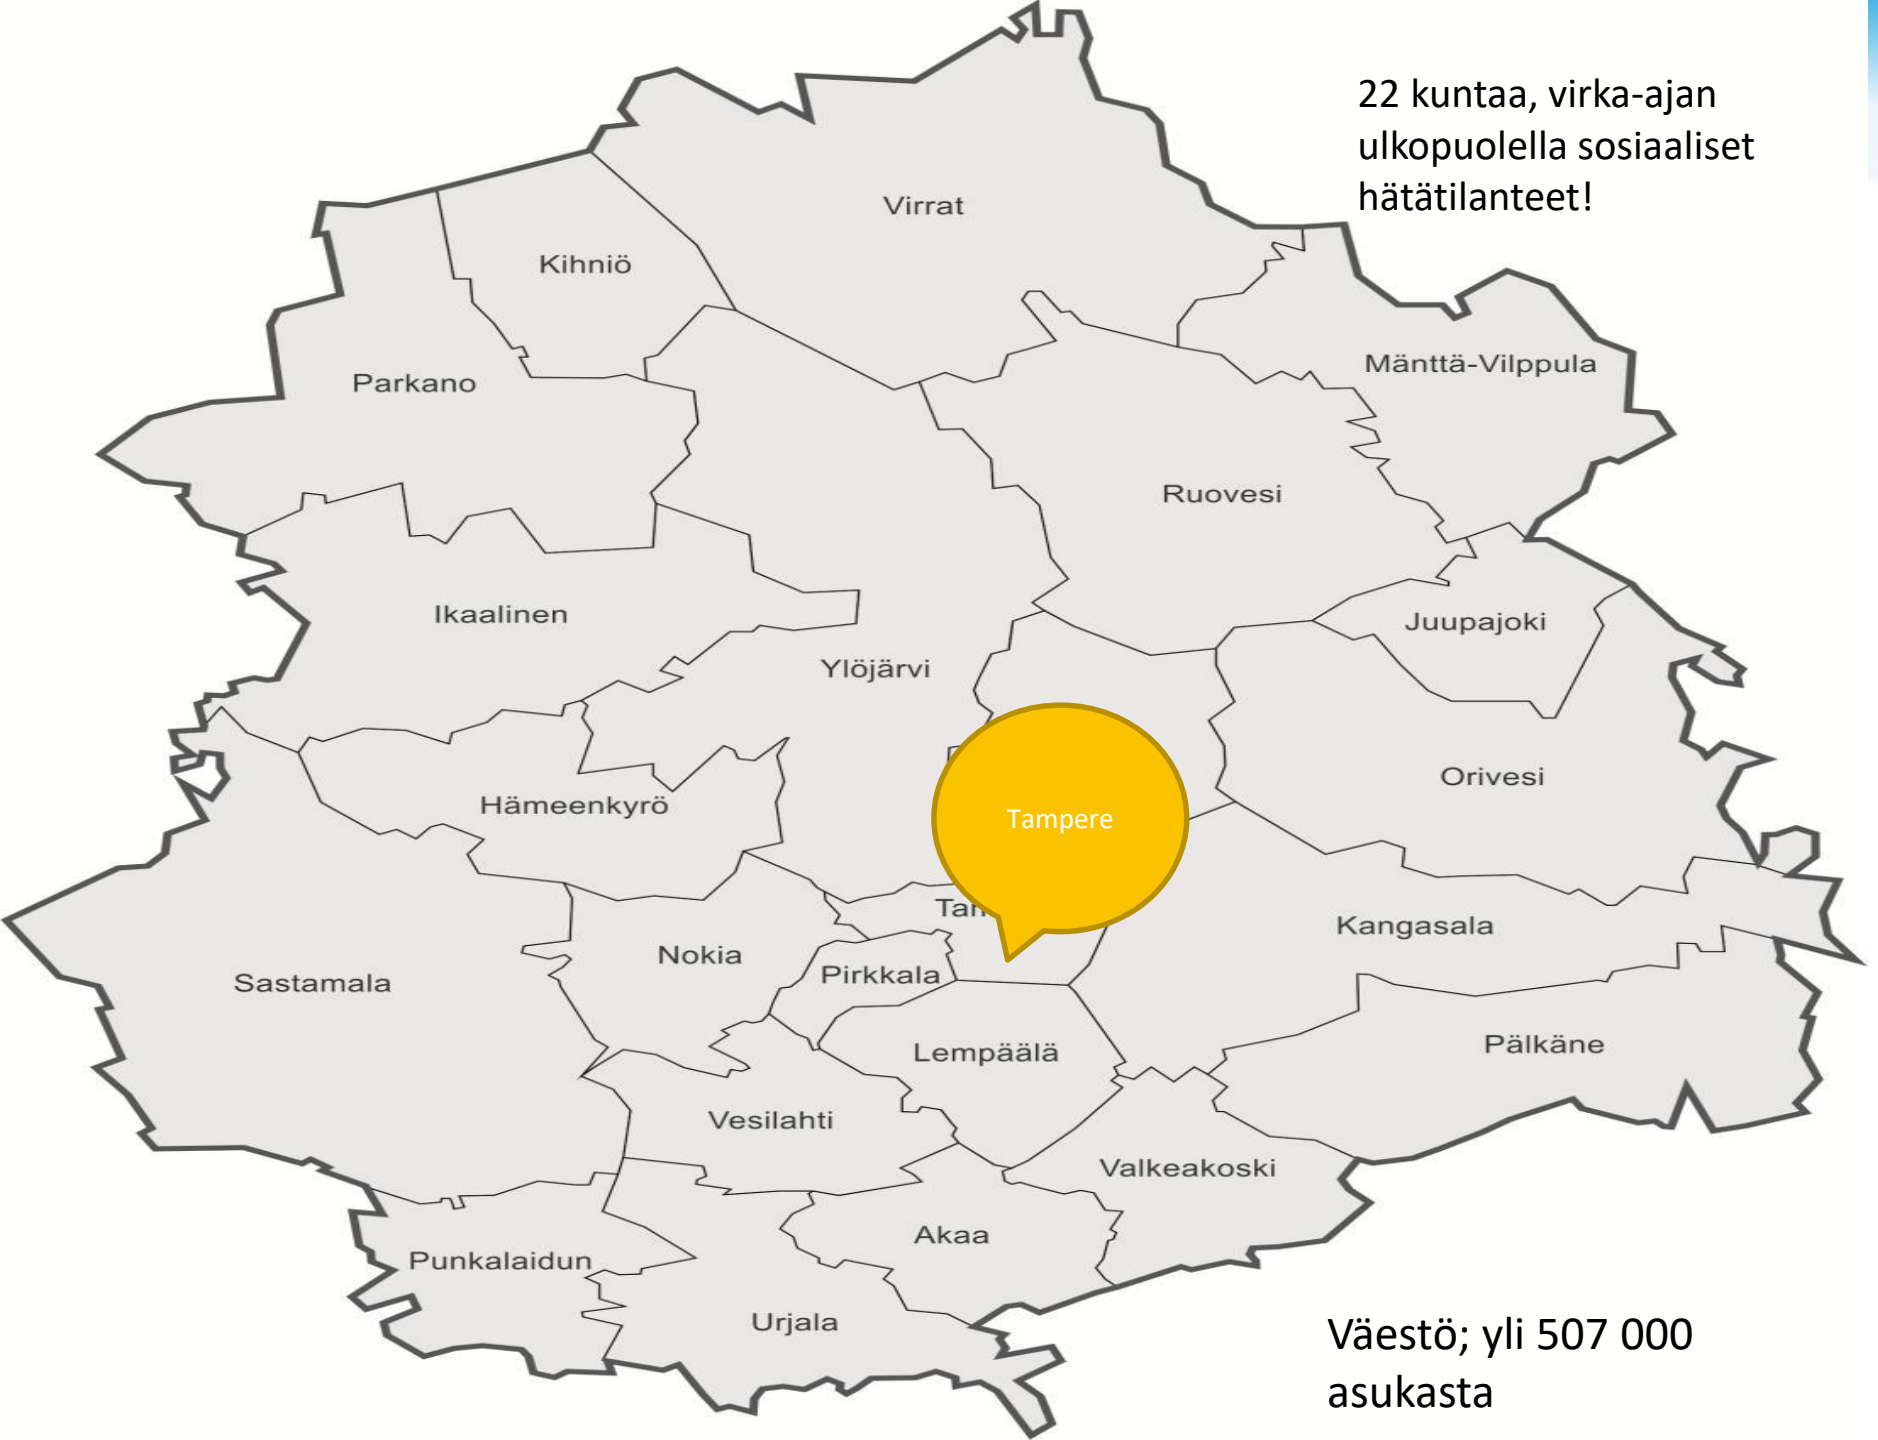 22 kuntaa, virka-ajan
ulkopuolella sosiaaliset
hätätilanteet!
Virrat
Kihniö
Mänttä-Vilppula
Parkano
Ruovesi
Ikaalinen
Juupajoki
Ylöjärvi
Orivesi
Hämeenkyrö
Tampere
Kangasala
Nokia
Pirkkala
Sastamala
Pälkäne
Lempäälä
Vesilahti
Valkeakoski
Akaa
Punkalaidun
Urjala
Väestö; yli 507 000
asukasta